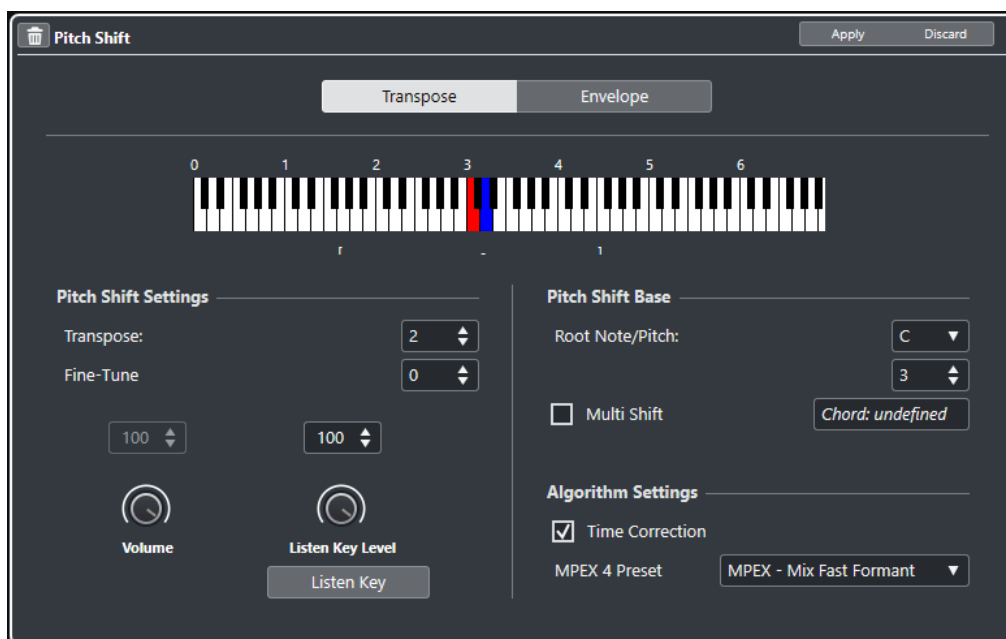 Pitch Shift Apply Discard
Transpose Envelope
0 1 2 3 4 5 6
Pitch Shift Settings
Transpose: 2
Fine-Tune 0
100 100
Volume Listen Key Level
Listen Key
Pitch Shift Base
Root Note/Pitch: C
3
Multi Shift Chord: undefined
Algorithm Settings
Time Correction
MPEX 4 Preset MPEX - Mix Fast Formant